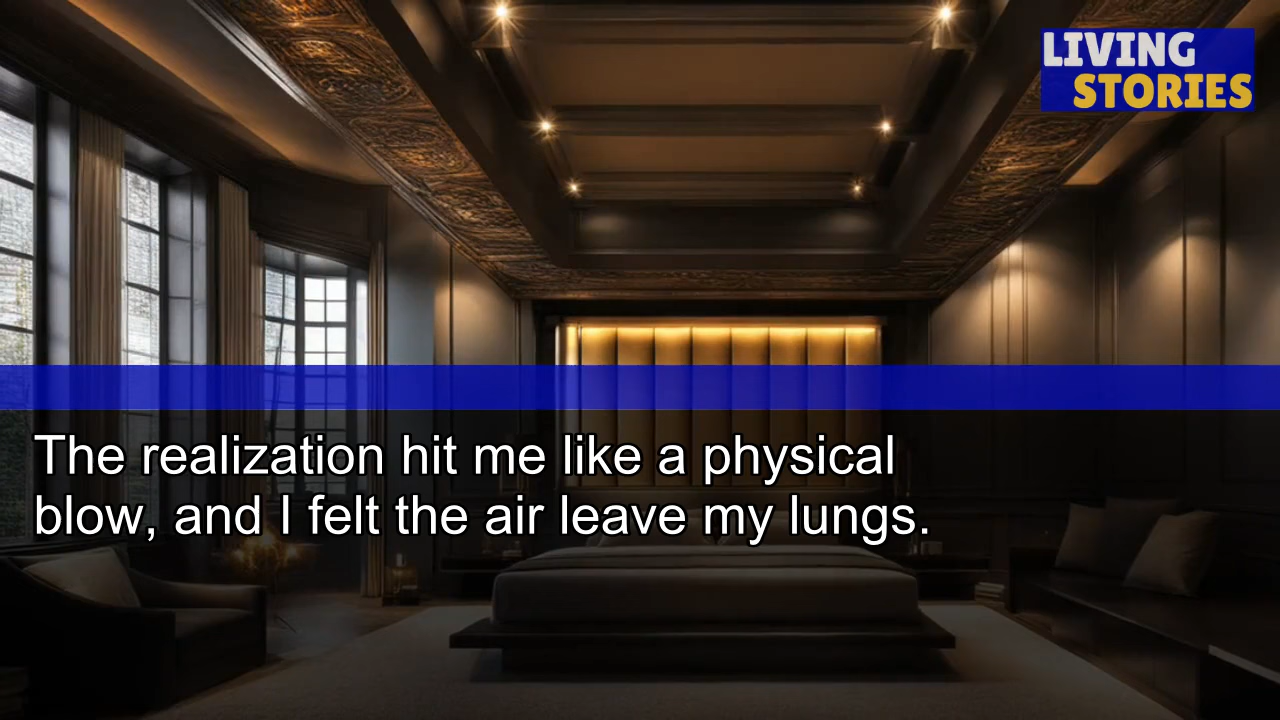 LIVING
STORIES
The realization hit me like a physical
blow, and I felt the air leave my lungs.